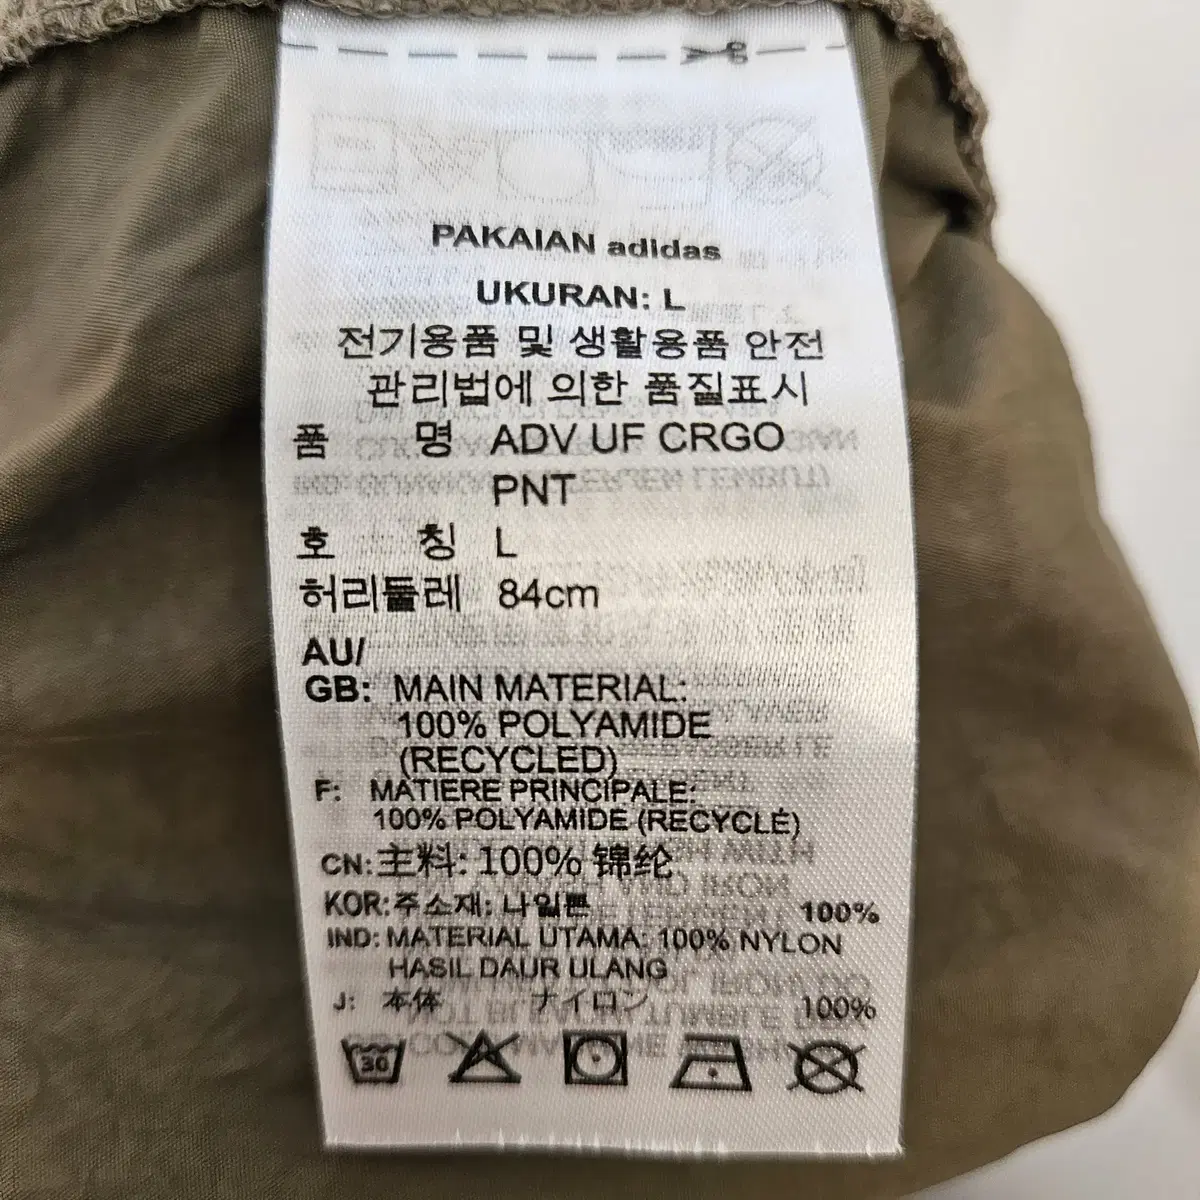 PAKAIAN adidas
UKURAN: L
전기용품 및 생활용품 안전
관리법에 의한 품질표시
품 명 ADV UF CRGO
PNT
호 칭 L
허리둘레 84cm
AU/
GB: MAIN MATERIAL:
100% POLYAMIDE
(RECYCLED)
F: MATIERE PRINCIPALE:
100% POLYAMIDE (RECYCLÉ)
CN: 主料: 100% 锦纶
KOR: 주소재: 나일론 100%
IND: MATERIAL UTAMA: 100% NYLON
HASIL DAUR ULANG
J: 本体 ナイロン 100%
30